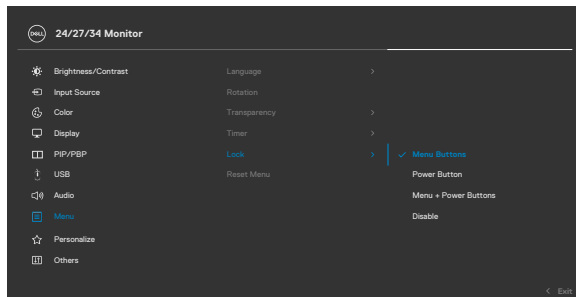 DELL 24/27/34 Monitor
Brightness/Contrast
Input Source
Color
Display
PIP/PBP
USB
Audio
Menu
Personalize
Others
Language
Rotation
Transparency
Timer
Lock
Reset Menu
Menu Buttons
Power Button
Menu + Power Buttons
Disable
Exit